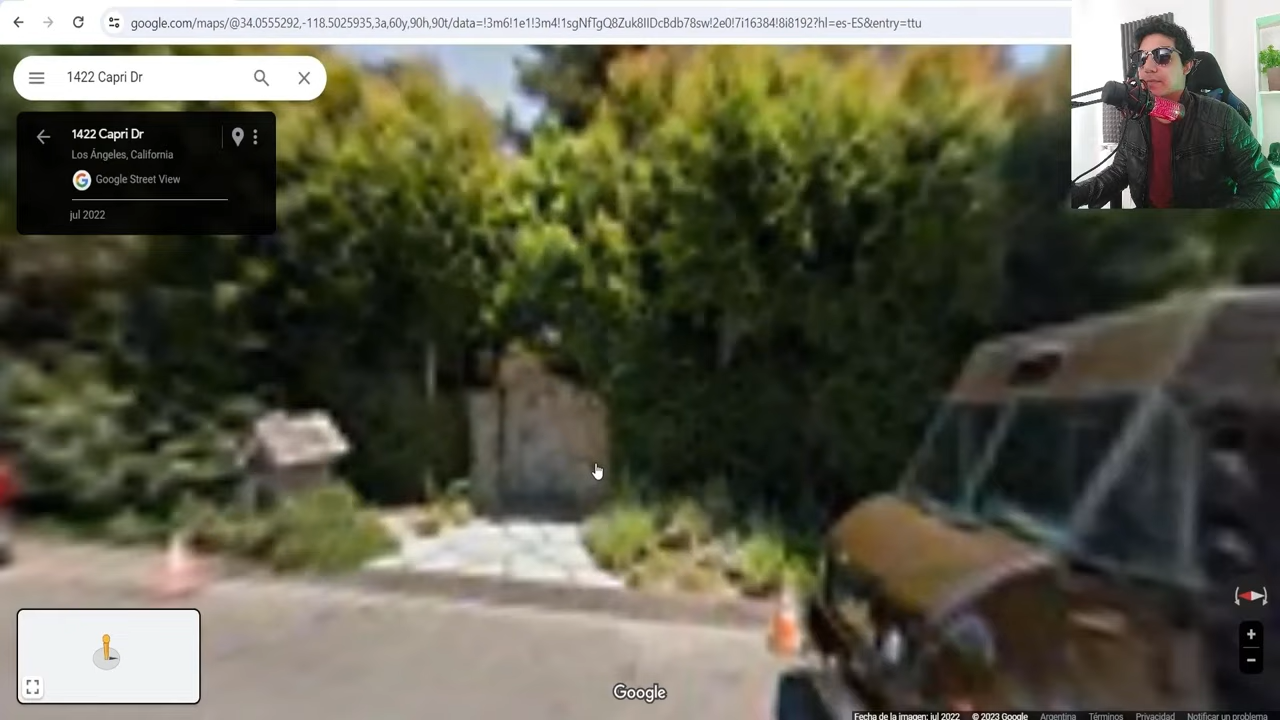 google.com/maps/@34.0555292,-118.5025935,3a,60y,90h,90t/data=!3m6!1e1!3m4!1sgNfTgQ8Zuk8IIDcBdb78sw!2e0!7i16384!8i8192?hl=es-ES&entry=ttu
1422 Capri Dr
1422 Capri Dr
Los Ángeles, California
Google Street View
jul 2022
Google
Fecha de la imagen: jul 2022 © 2023 Google Argentina Términos Privacidad Notificar un problema